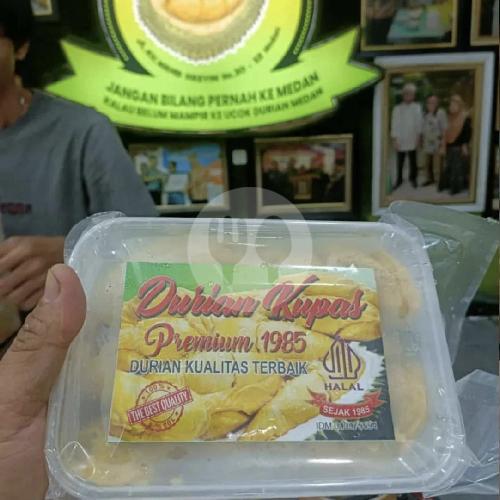 JANGAN BILANG PERNAH KE MEDAN
KALAU BELUM MAMPIR KE UCOK DURIAN MEDAN
Durian Kupas
Premium 1985
DURIAN KUALITAS TERBAIK
HALAL
SEJAK 1985
100%
THE BEST QUALITY